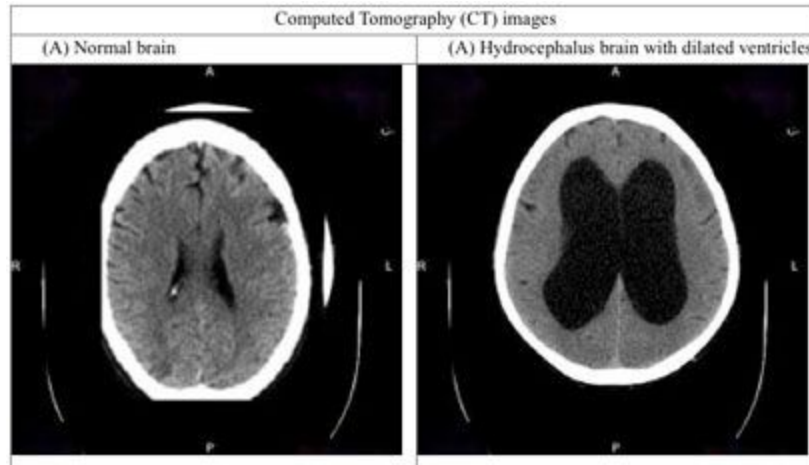 Computed Tomography (CT) images
(A) Normal brain
(A) Hydrocephalus brain with dilated ventricles
A
A
R
L
R
L
P
P